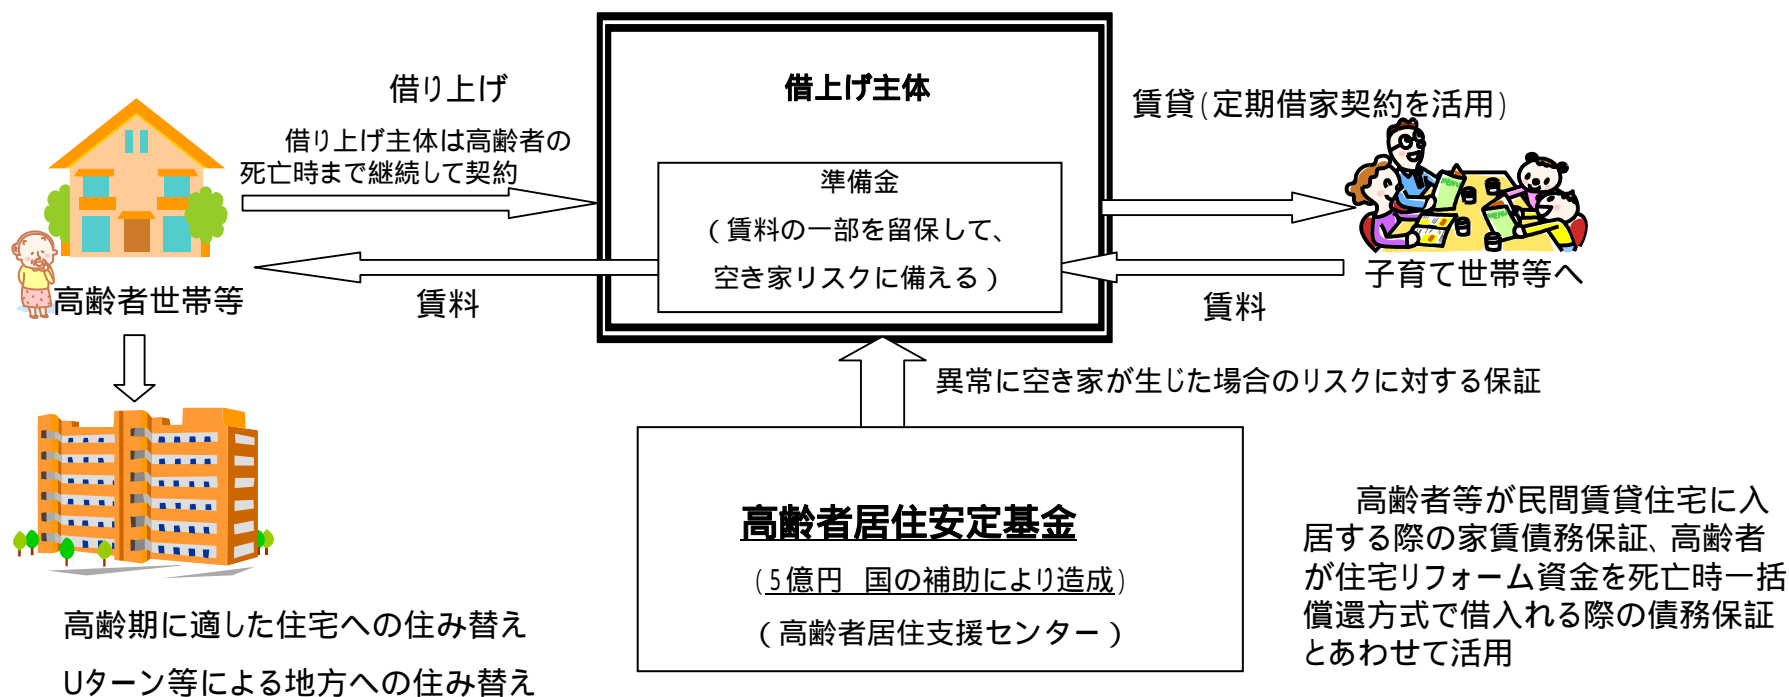 借り上げ
借り上げ主体は高齢者の
死亡時まで継続して契約
高齢者世帯等
賃料
借上げ主体
準備金
(賃料の一部を留保して、
空き家リスクに備える)
賃貸(定期借家契約を活用)
子育て世帯等へ
賃料
異常に空き家が生じた場合のリスクに対する保証
高齢者居住安定基金
(5億円 国の補助により造成)
(高齢者居住支援センター)
高齢者等が民間賃貸住宅に入
居する際の家賃債務保証、高齢者
が住宅リフォーム資金を死亡時一括
償還方式で借入れる際の債務保証
とあわせて活用
高齢期に適した住宅への住み替え
Uターン等による地方への住み替え